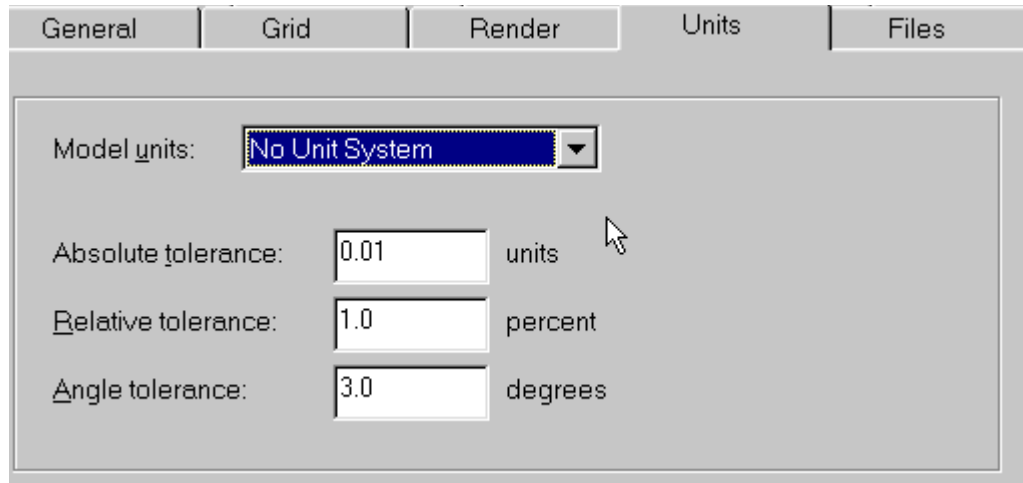 General Grid Render Units Files
Model units: No Unit System
Absolute tolerance: 0.01 units
Relative tolerance: 1.0 percent
Angle tolerance: 3.0 degrees